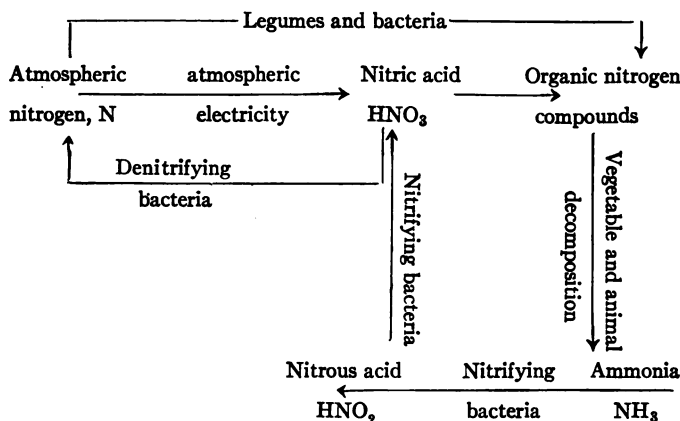 Legumes and bacteria
Atmospheric atmospheric Nitric acid Organic nitrogen
nitrogen, N electricity HNO₃ compounds
Denitrifying
bacteria
Nitrifying bacteria
Vegetable and animal
decomposition
Nitrous acid Nitrifying Ammonia
HNO₂ bacteria NH₃